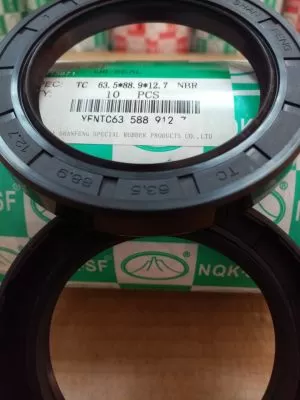 TC 63.5*88.9*12.7 NBR
10 PCS
YFNTC63 588 912 7
SHANFENG SPECIAL RUBBER PRODUCTS CO., LTD
12.7
88.9
63.5
TC
-SF
NQK-